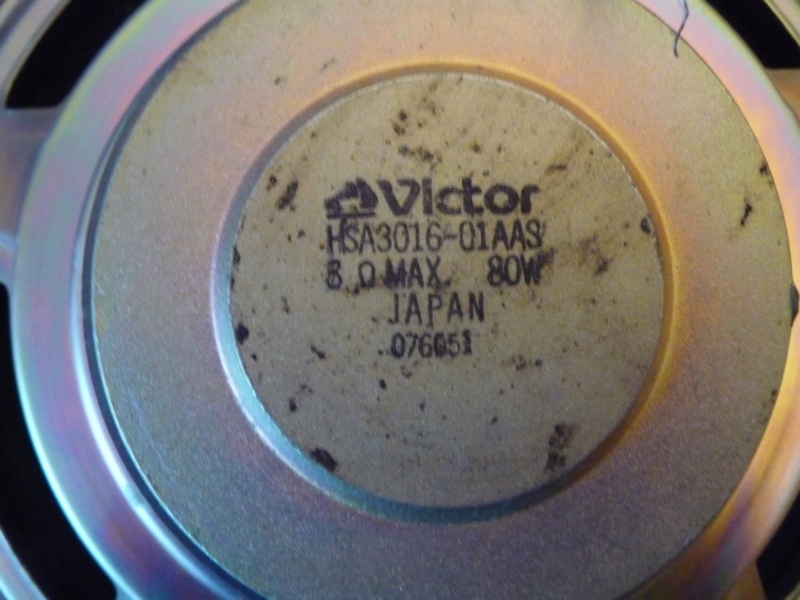 Victor
HSA3016-01AAS
8 Ω MAX. 80W
JAPAN
076051